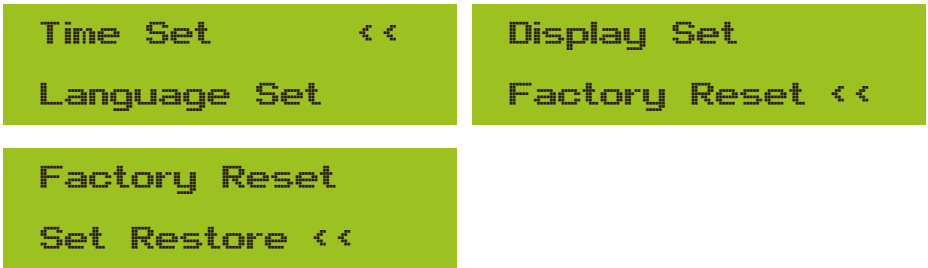 Time Set <<
Language Set
Display Set
Factory Reset <<
Factory Reset
Set Restore <<